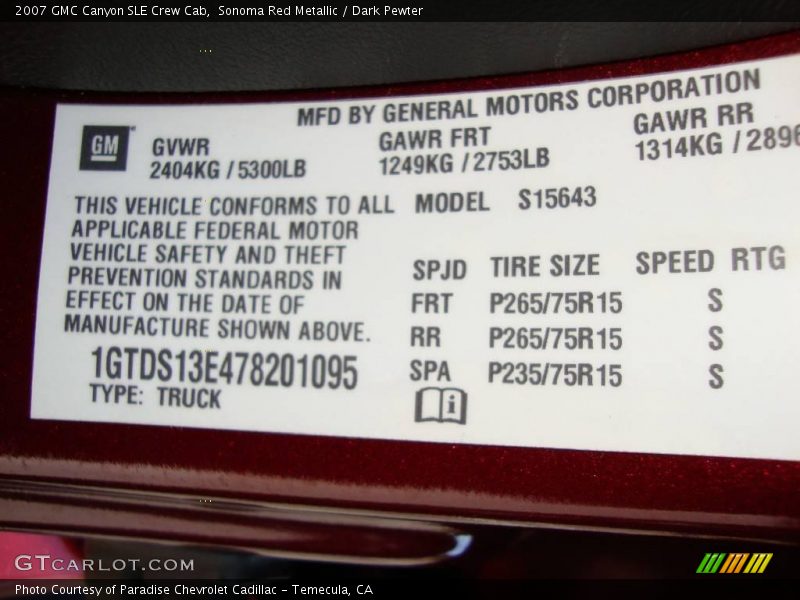 2007 GMC Canyon SLE Crew Cab,  Sonoma Red Metallic / Dark Pewter
MFD BY GENERAL MOTORS CORPORATION
GM
GVWR
2404KG / 5300LB
GAWR FRT
1249KG / 2753LB
GAWR RR
1314KG / 2896
THIS VEHICLE CONFORMS TO ALL
APPLICABLE FEDERAL MOTOR
VEHICLE SAFETY AND THEFT
PREVENTION STANDARDS IN
EFFECT ON THE DATE OF
MANUFACTURE SHOWN ABOVE.
1GTDS13E478201095
TYPE: TRUCK
MODEL S15643
SPJD TIRE SIZE SPEED RTG
FRT P265/75R15 S
RR P265/75R15 S
SPA P235/75R15 S
i
GTCARLOT.COM
Photo Courtesy of Paradise Chevrolet Cadillac - Temecula, CA